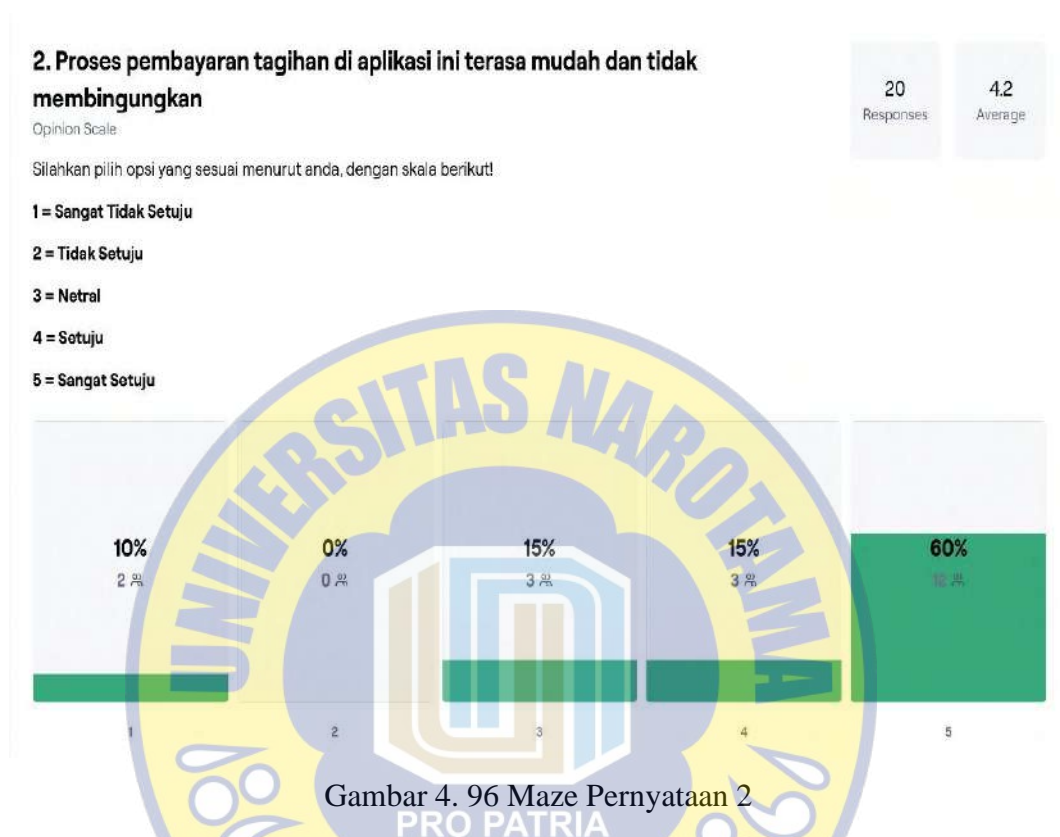 2. Proses pembayaran tagihan di aplikasi ini terasa mudah dan tidak
membingungkan
Opinion Scale
20
Responses
4.2
Average
Silahkan pilih opsi yang sesuai menurut anda, dengan skala berikut!
1 = Sangat Tidak Setuju
2 = Tidak Setuju
3 = Netral
4 = Setuju
5 = Sangat Setuju
UNIVERSITAS NAROTAMA
10% 0% 15% 15% 60%
2 0 3 3 12
1 2 3 4 5
Gambar 4. 96 Maze Pernyataan 2
PRO PATRIA